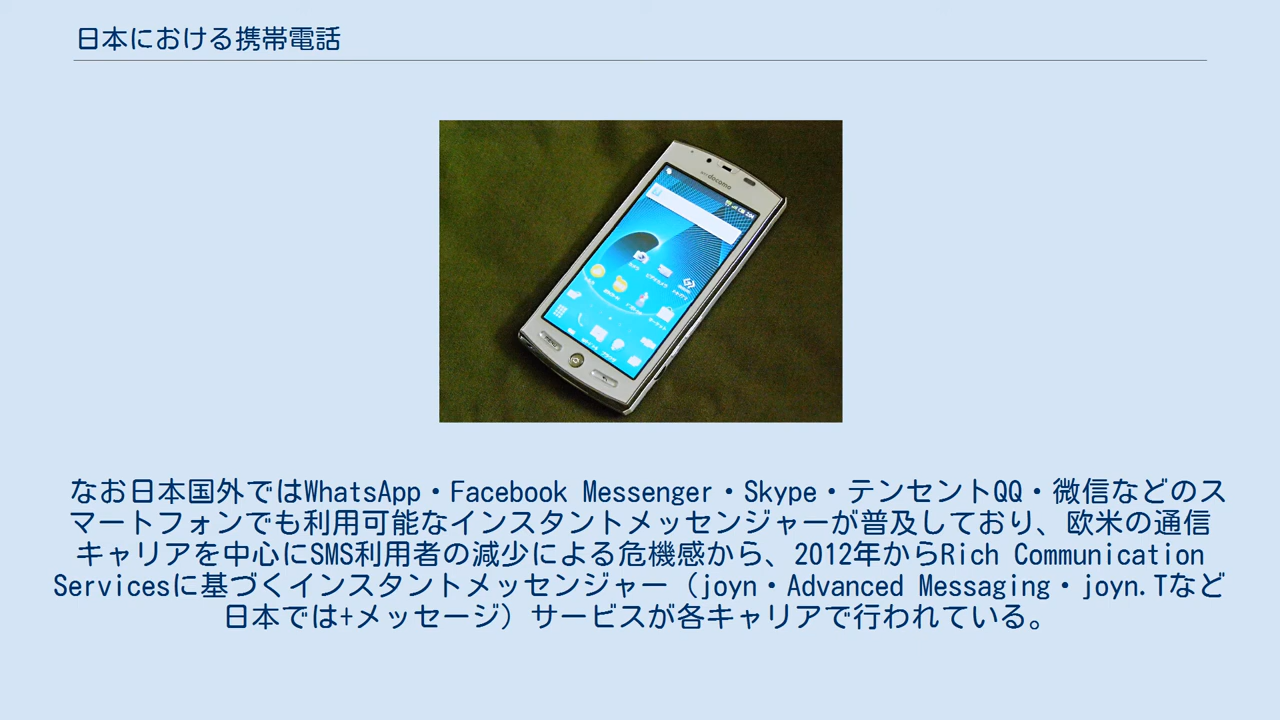 日本における携帯電話
docomo
なお日本国外ではWhatsApp・Facebook Messenger・Skype・テンセントQQ・微信などのス
マートフォンでも利用可能なインスタントメッセンジャーが普及しており、欧米の通信
キャリアを中心にSMS利用者の減少による危機感から、2012年からRich Communication
Servicesに基づくインスタントメッセンジャー（joyn・Advanced Messaging・joyn.Tなど
日本では+メッセージ）サービスが各キャリアで行われている。